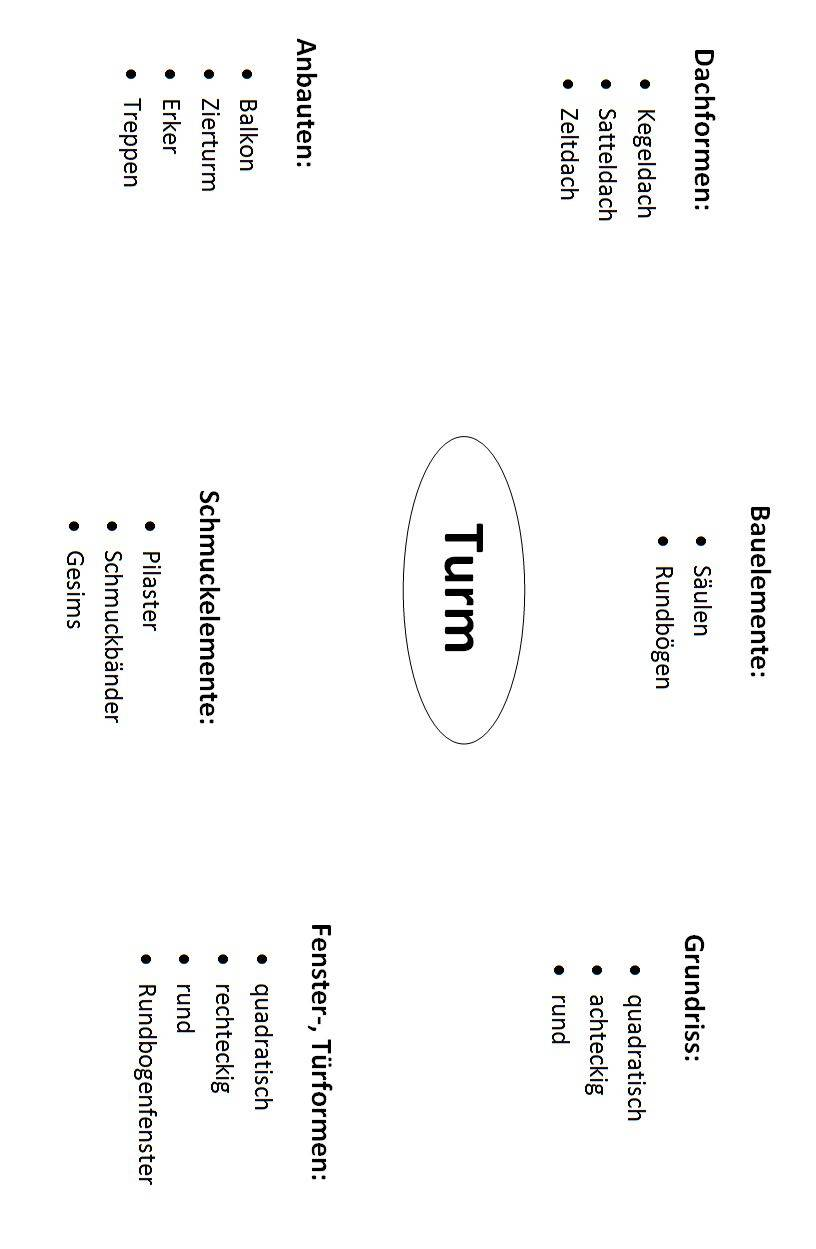 Dachformen:
• Kegeldach
• Satteldach
• Zeltdach
Bauelemente:
• Säulen
• Rundbögen
Grundriss:
• quadratisch
• achteckig
• rund
Turm
Anbauten:
• Balkon
• Zierturm
• Erker
• Treppen
Schmuckelemente:
• Pilaster
• Schmuckbänder
• Gesims
Fenster-, Türformen:
• quadratisch
• rechteckig
• rund
• Rundbogenfenster